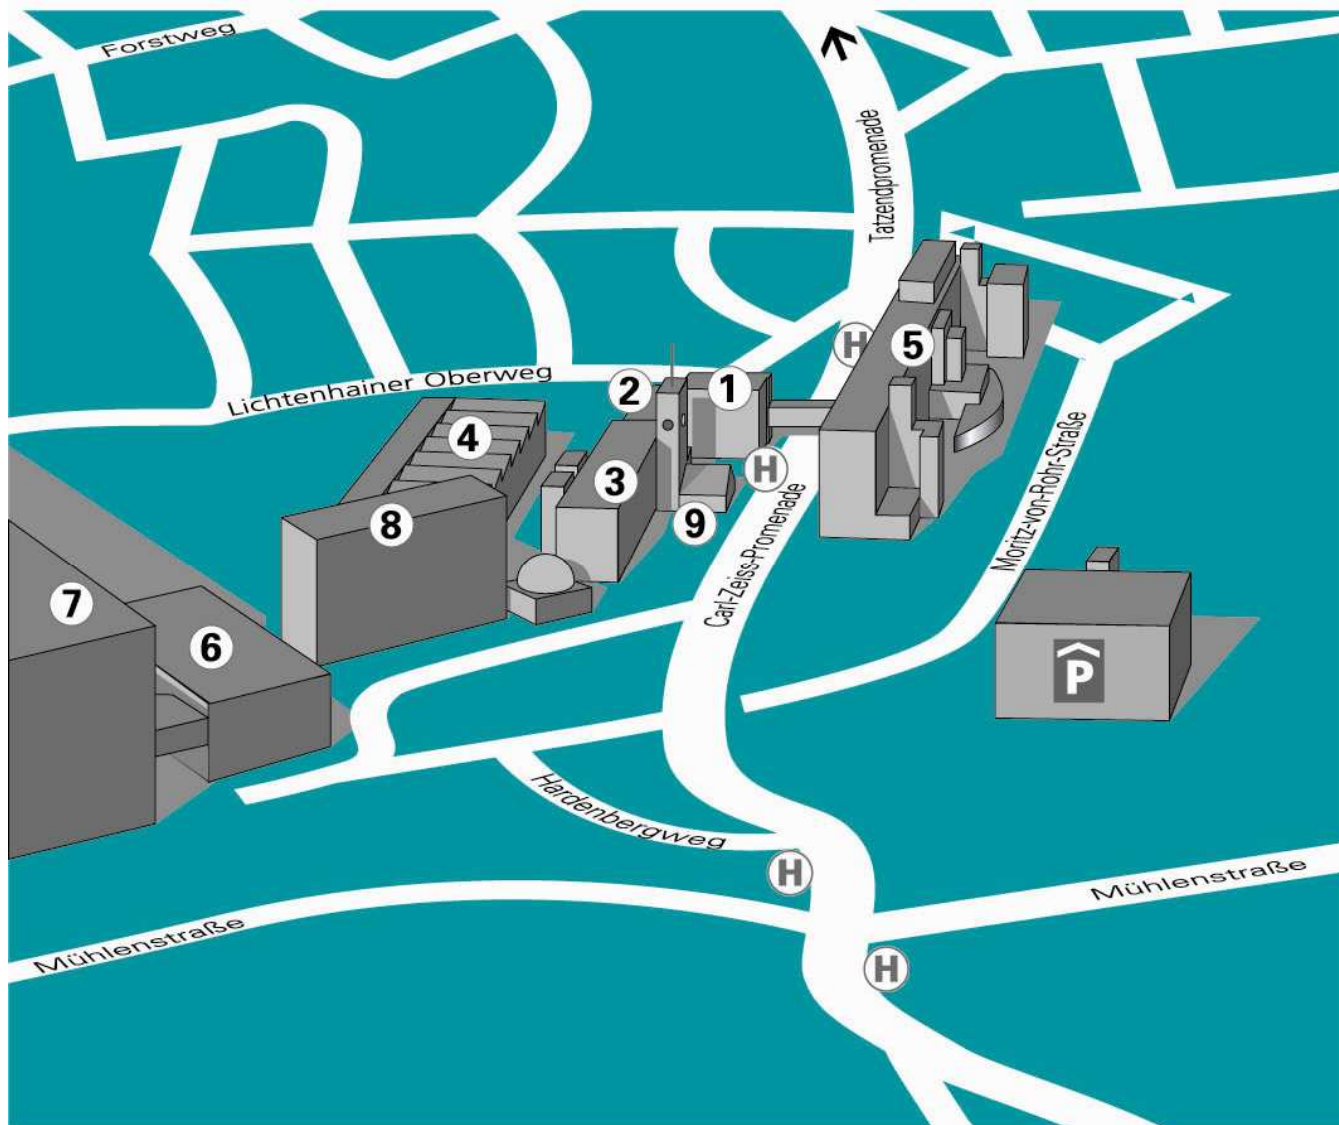 Forstweg
Tatzendpromenade
H
5
Lichtenhainer Oberweg
2
1
4
3
H
9
8
Carl-Zeiss-Promenade
Moritz-von-Rohr-Straße
7
6
P
Hardenbergweg
H
Mühlenstraße
Mühlenstraße
H